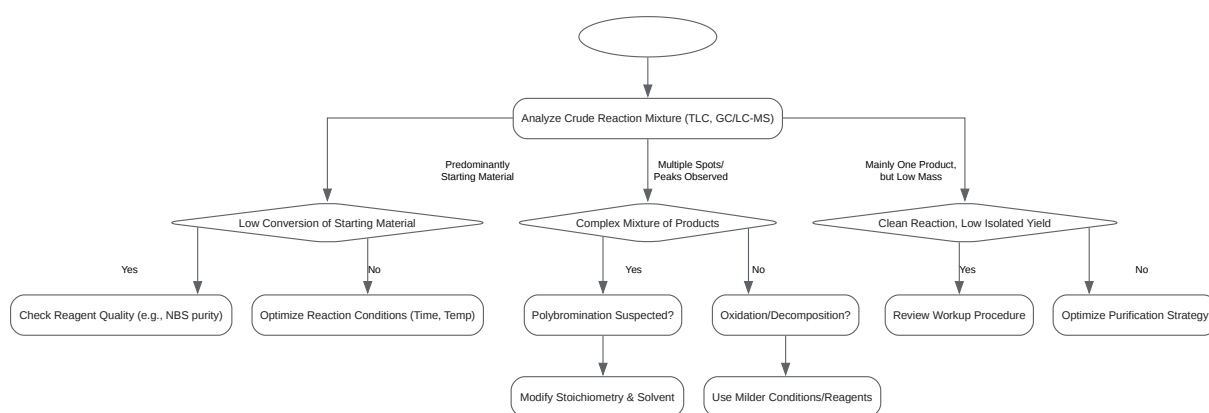 Analyze Crude Reaction Mixture (TLC, GC/LC-MS)
Predominantly
Starting Material
Multiple Spots/
Peaks Observed
Mainly One Product,
but Low Mass
Low Conversion of Starting Material
Complex Mixture of Products
Clean Reaction, Low Isolated Yield
Yes
No
Yes
No
Yes
No
Check Reagent Quality (e.g., NBS purity)
Optimize Reaction Conditions (Time, Temp)
Polybromination Suspected?
Oxidation/Decomposition?
Review Workup Procedure
Optimize Purification Strategy
Modify Stoichiometry & Solvent
Use Milder Conditions/Reagents